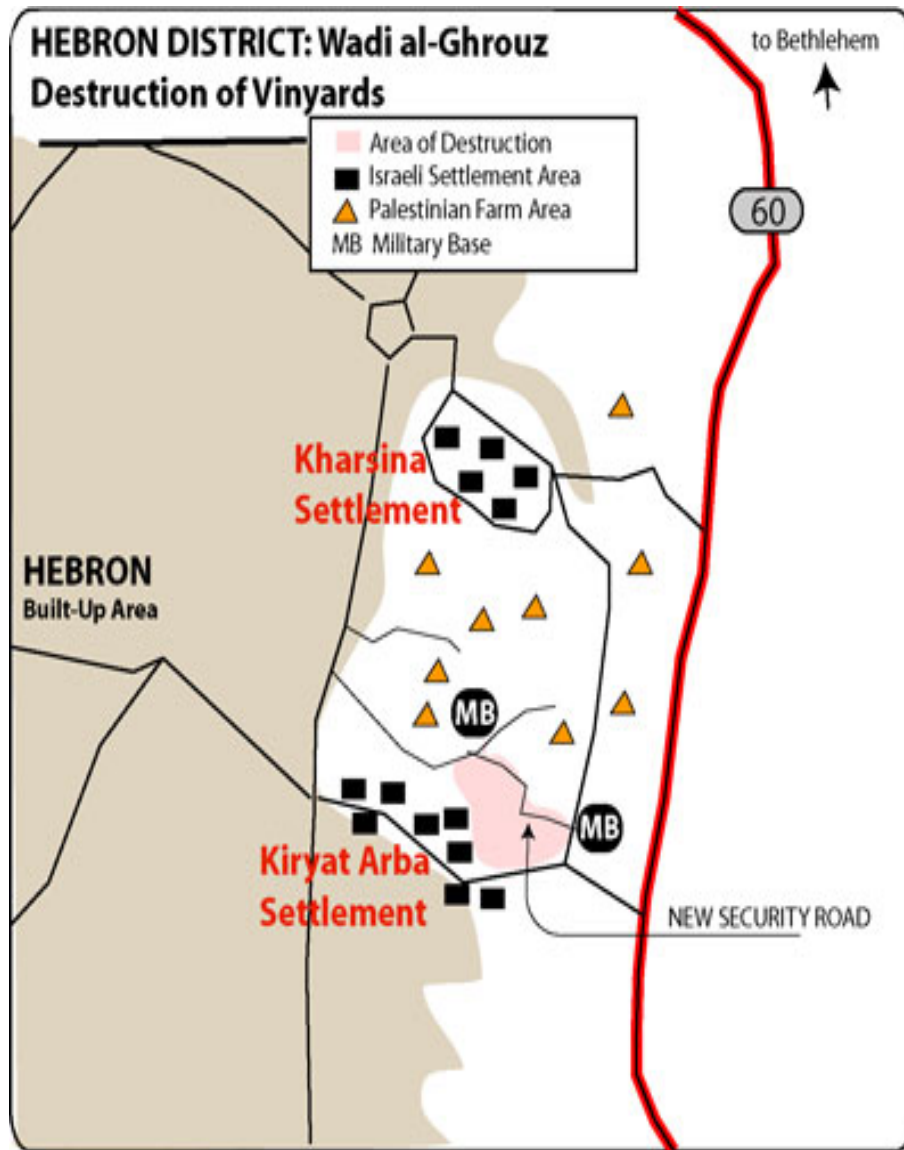 HEBRON DISTRICT: Wadi al-Ghrouz
Destruction of Vinyards
to Bethlehem
Area of Destruction
Israeli Settlement Area
Palestinian Farm Area
MB Military Base
60
Kharsina
Settlement
HEBRON
Built-Up Area
MB
MB
Kiryat Arba
Settlement
NEW SECURITY ROAD